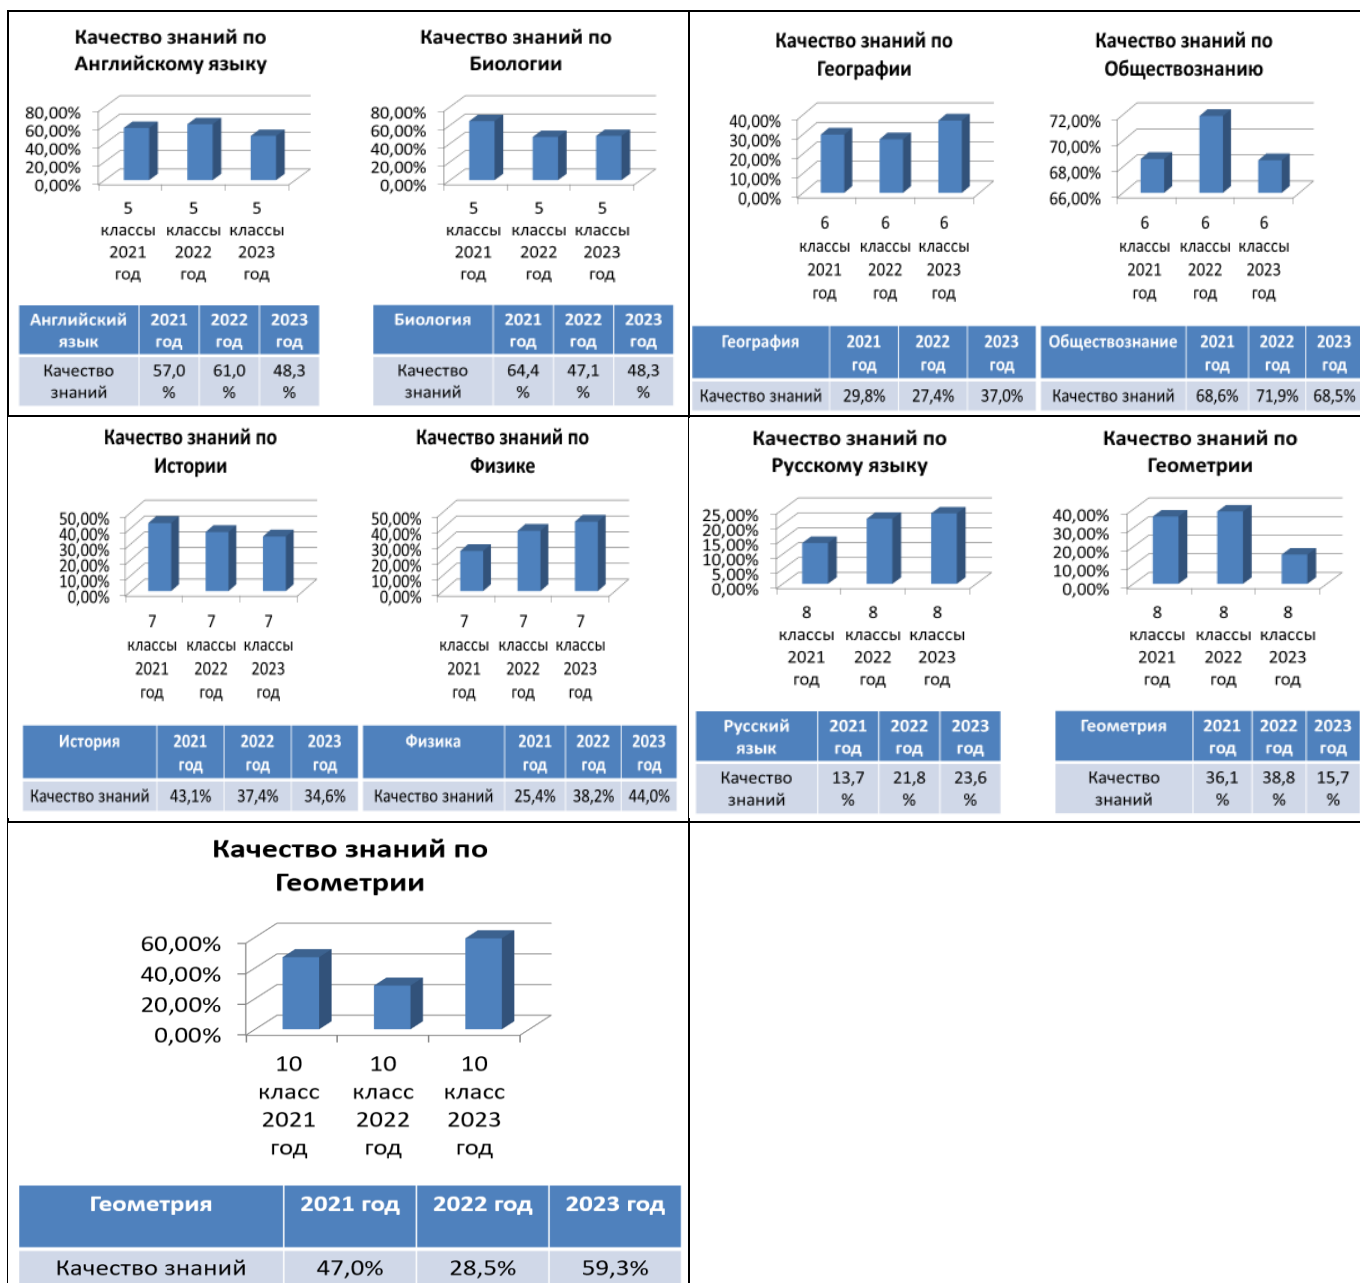 Качество знаний по
Английскому языку
80,00%
60,00%
40,00%
20,00%
0,00%
5 5 5
классы классы классы
2021 2022 2023
год год год
Английский язык 2021 год 2022 год 2023 год
Качество знаний 57,0 % 61,0 % 48,3 %
Качество знаний по
Биологии
80,00%
60,00%
40,00%
20,00%
0,00%
5 5 5
классы классы классы
2021 2022 2023
год год год
Биология 2021 год 2022 год 2023 год
Качество знаний 64,4 % 47,1 % 48,3 %
Качество знаний по
Географии
40,00%
30,00%
20,00%
10,00%
0,00%
6 6 6
классы классы классы
2021 2022 2023
год год год
География 2021 год 2022 год 2023 год
Качество знаний 29,8% 27,4% 37,0%
Качество знаний по
Обществознанию
72,00%
70,00%
68,00%
66,00%
6 6 6
классы классы классы
2021 2022 2023
год год год
Обществознание 2021 год 2022 год 2023 год
Качество знаний 68,6% 71,9% 68,5%
Качество знаний по
Истории
50,00%
40,00%
30,00%
20,00%
10,00%
0,00%
7 7 7
классы классы классы
2021 2022 2023
год год год
История 2021 год 2022 год 2023 год
Качество знаний 43,1% 37,4% 34,6%
Качество знаний по
Физике
50,00%
40,00%
30,00%
20,00%
10,00%
0,00%
7 7 7
классы классы классы
2021 2022 2023
год год год
Физика 2021 год 2022 год 2023 год
Качество знаний 25,4% 38,2% 44,0%
Качество знаний по
Русскому языку
25,00%
20,00%
15,00%
10,00%
5,00%
0,00%
8 8 8
классы классы классы
2021 2022 2023
год год год
Русский язык 2021 год 2022 год 2023 год
Качество знаний 13,7 % 21,8 % 23,6 %
Качество знаний по
Геометрии
40,00%
30,00%
20,00%
10,00%
0,00%
8 8 8
классы классы классы
2021 2022 2023
год год год
Геометрия 2021 год 2022 год 2023 год
Качество знаний 36,1 % 38,8 % 15,7 %
Качество знаний по
Геометрии
60,00%
40,00%
20,00%
0,00%
10 10 10
класс класс класс
2021 2022 2023
год год год
Геометрия 2021 год 2022 год 2023 год
Качество знаний 47,0% 28,5% 59,3%